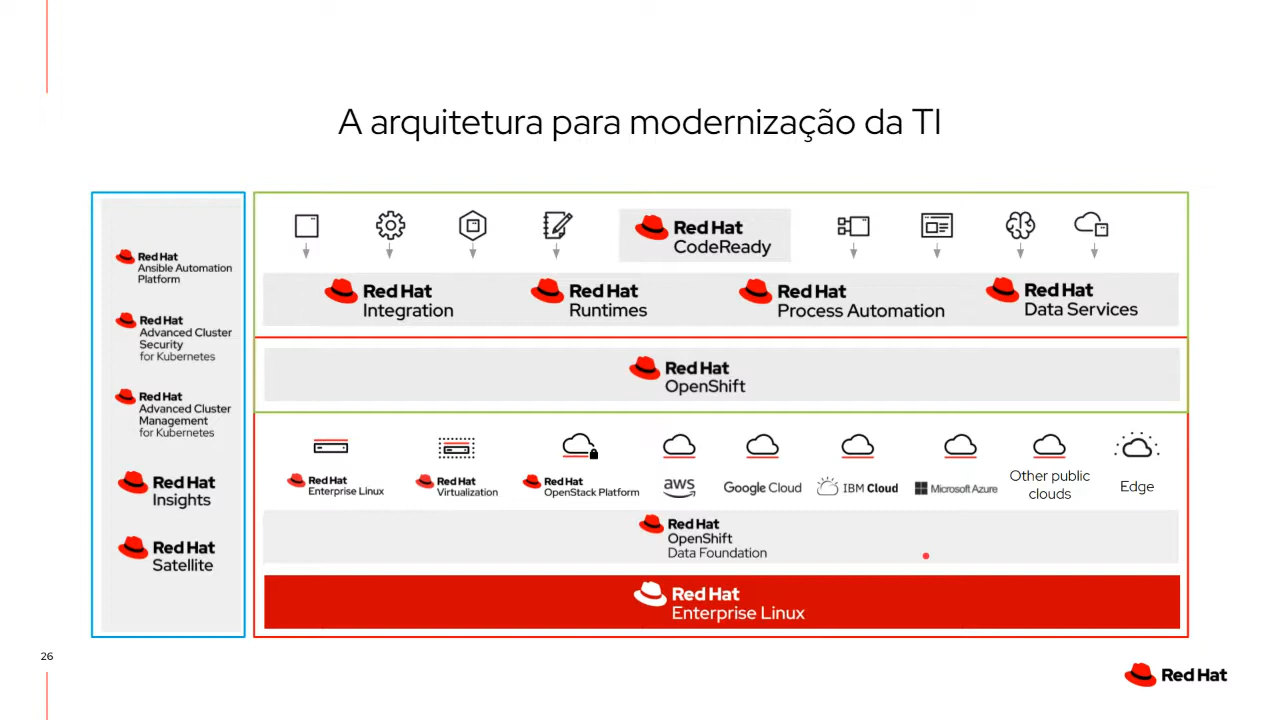 A arquitetura para modernização da TI
Red Hat
Ansible Automation
Platform
Red Hat
Advanced Cluster
Security
for Kubernetes
Red Hat
Advanced Cluster
Management
for Kubernetes
Red Hat
Insights
Red Hat
Satellite
Red Hat
CodeReady
Red Hat
Integration
Red Hat
Runtimes
Red Hat
Process Automation
Red Hat
Data Services
Red Hat
OpenShift
Red Hat
Enterprise Linux
Red Hat
Virtualization
Red Hat
OpenStack Platform
aws
Google Cloud
IBM Cloud
Microsoft Azure
Other public
clouds
Edge
Red Hat
OpenShift
Data Foundation
Red Hat
Enterprise Linux
26
Red Hat